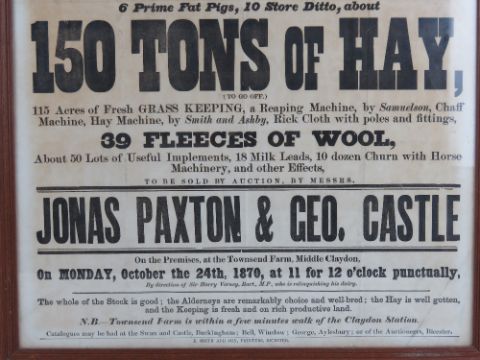 6 Prime Fat Pigs, 10 Store Ditto, about
150 TONS OF HAY,
(TO GO OFF.)
115 Acres of Fresh GRASS KEEPING, a Reaping Machine, by Samuelson, Chaff
Machine, Hay Machine, by Smith and Ashby, Rick Cloth with poles and fittings,
39 FLEECES OF WOOL,
About 50 Lots of Useful Implements, 18 Milk Leads, 10 dozen Churn with Horse
Machinery, and other Effects,
TO BE SOLD BY AUCTION, BY MESSRS.
JONAS PAXTON & GEO. CASTLE
On the Premises, at the Townsend Farm, Middle Claydon,
On MONDAY, October the 24th, 1870, at 11 for 12 o'clock punctually,
By direction of Sir Harry Verney, Bart., M.P., who is relinquishing his dairy.
The whole of the Stock is good; the Alderneys are remarkably choice and well-bred; the Hay is well gotten,
and the Keeping is fresh and on rich productive land.
N.B.—Townsend Farm is within a few minutes walk of the Claydon Station.
Catalogues may be had at the Swan and Castle, Buckingham; Bell, Winslow; George, Aylesbury; or of the Auctioneers, Bicester.
SON, PRINTERS, BICESTER.